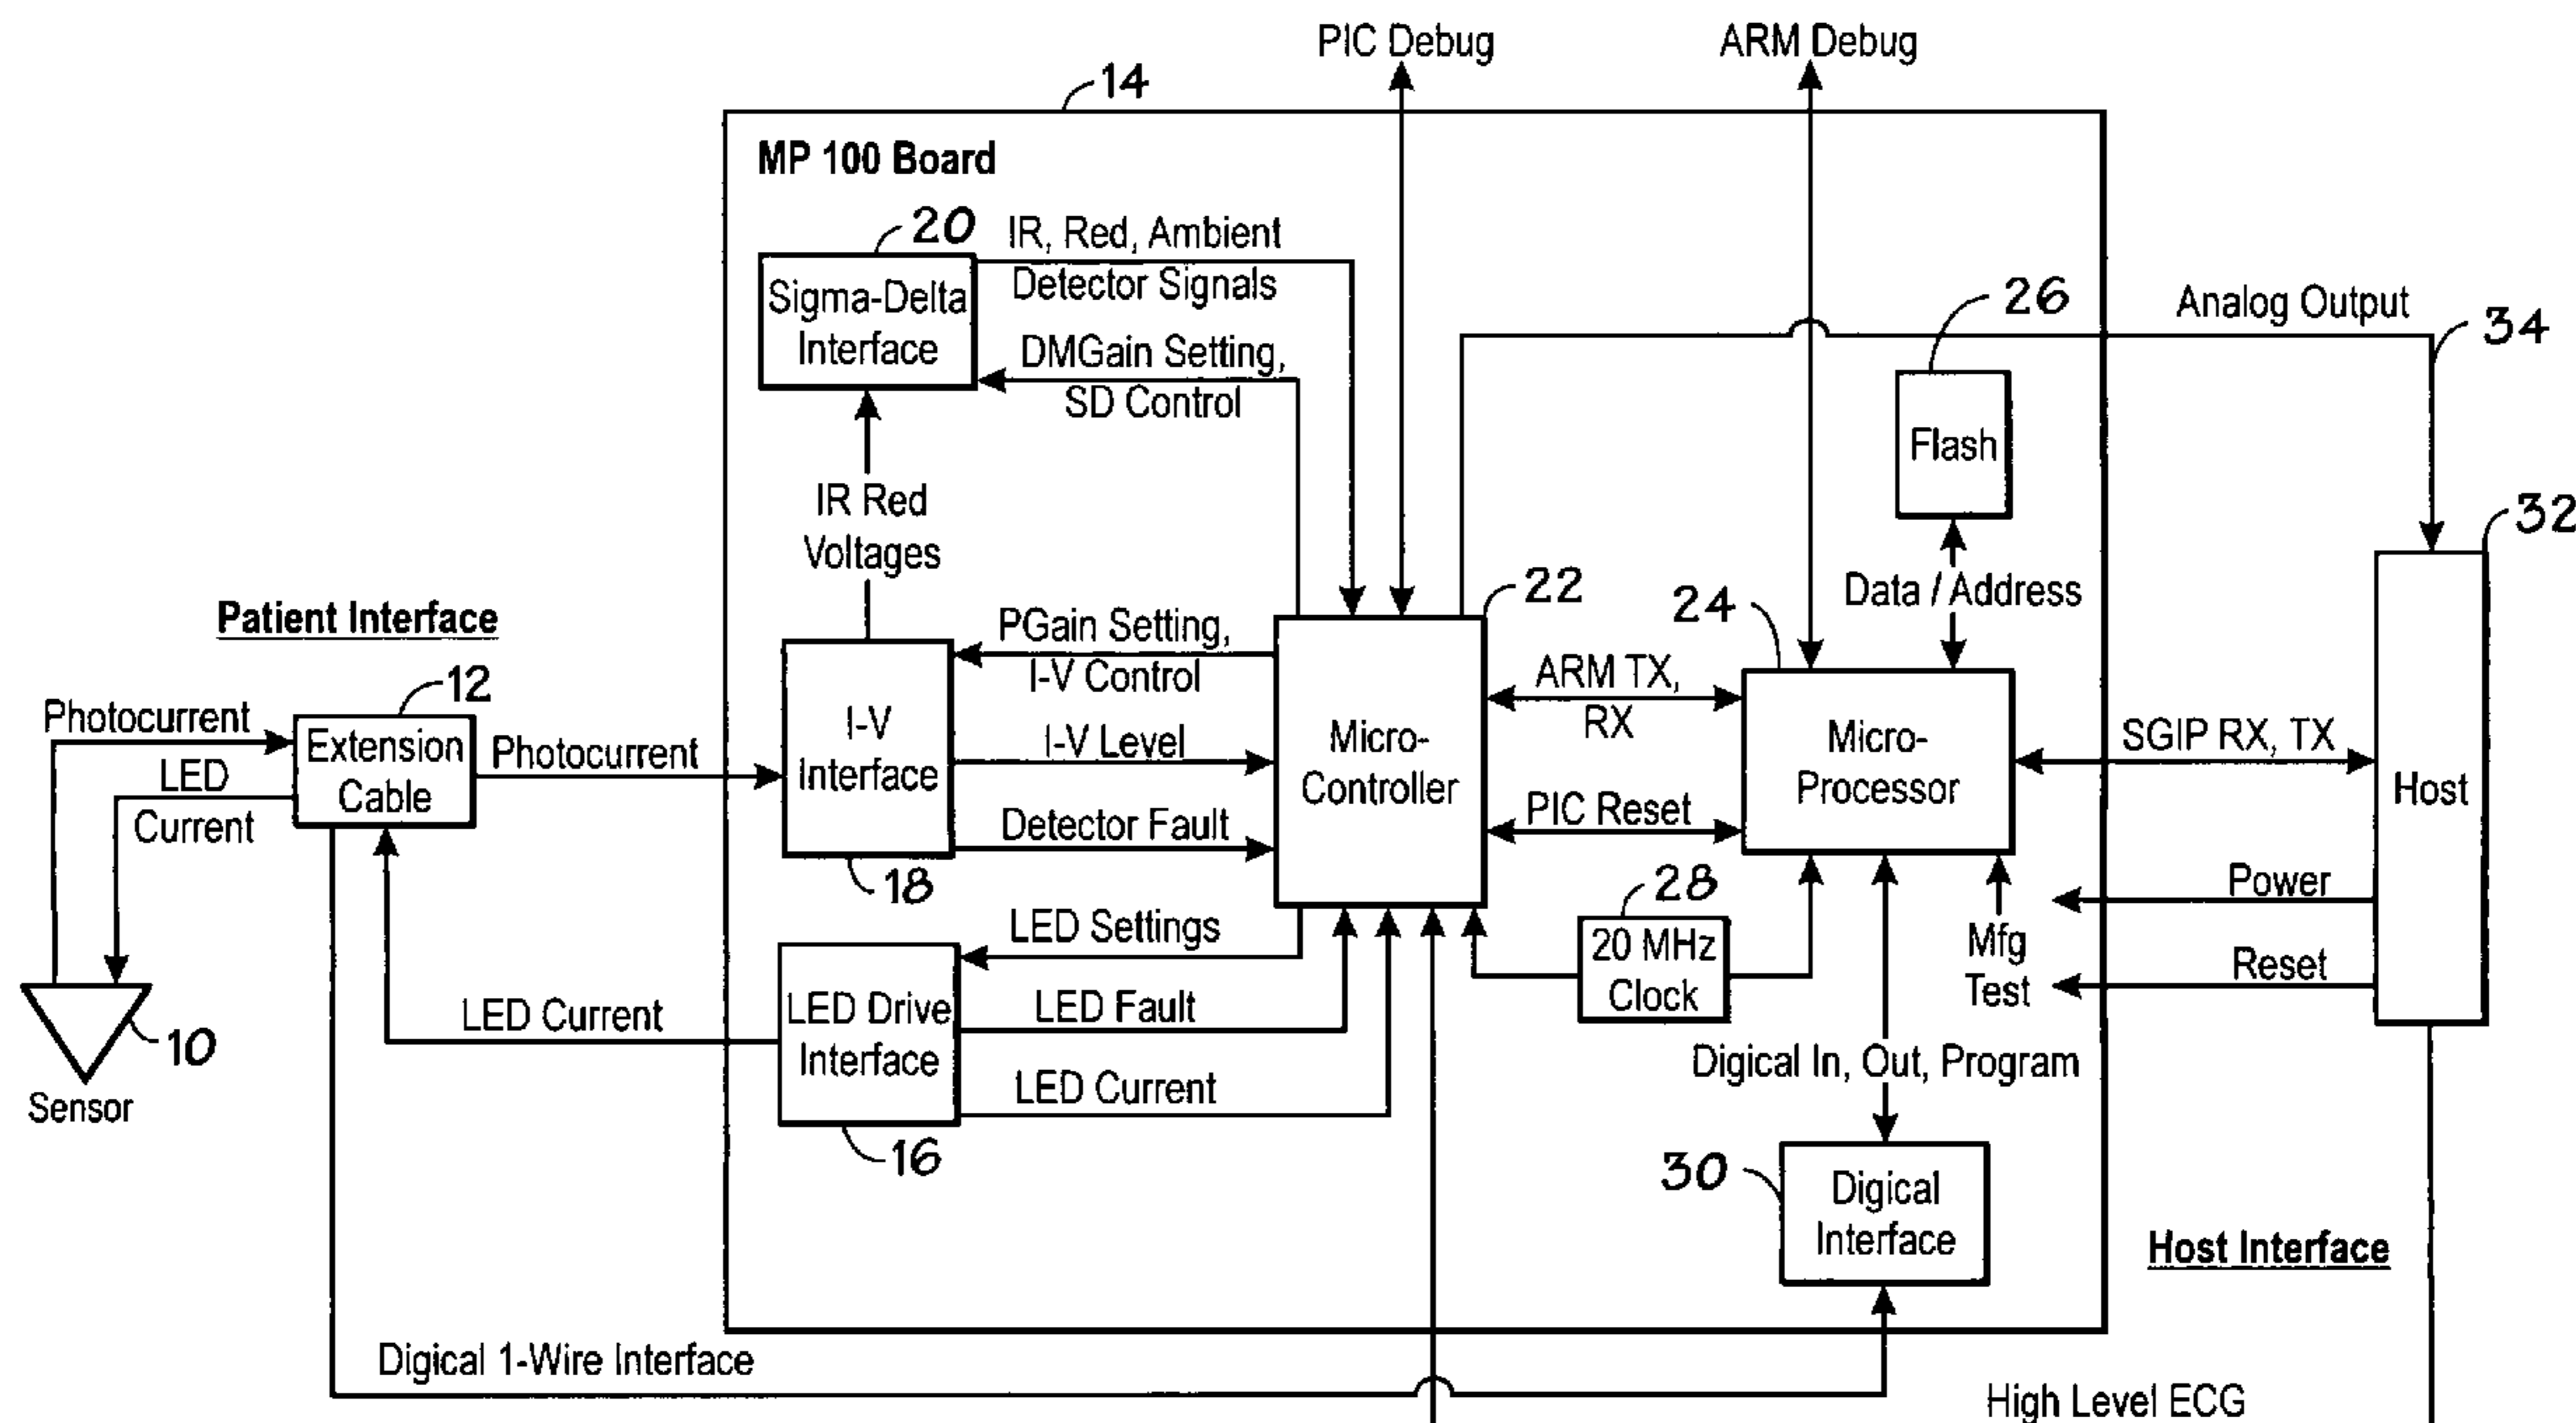 PIC Debug
ARM Debug
14
MP 100 Board
20
IR, Red, Ambient
Detector Signals
Sigma-Delta
Interface
DMGain Setting,
SD Control
26
Analog Output
34
Flash
IR Red
Voltages
32
Data / Address
22
24
Patient Interface
PGain Setting,
I-V Control
ARM TX,
RX
12
Photocurrent
LED
Current
Extension
Cable
Photocurrent
I-V
Interface
I-V Level
Micro-
Controller
Micro-
Processor
SGIP RX, TX
Host
Detector Fault
PIC Reset
18
28
Power
LED Settings
20 MHz
Clock
Mfg
Test
Reset
LED Current
LED Drive
Interface
LED Fault
10
Sensor
LED Current
Digical In, Out, Program
16
30
Digical
Interface
Host Interface
Digical 1-Wire Interface
High Level ECG